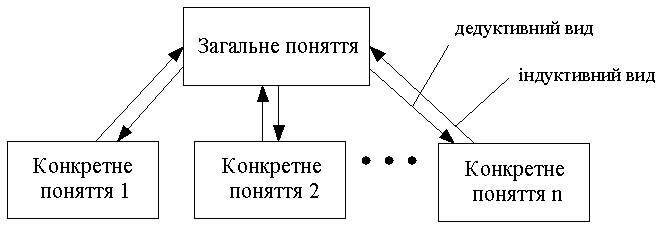 Загальне поняття
дедуктивний вид
індуктивний вид
Конкретне
поняття 1
Конкретне
поняття 2
Конкретне
поняття n